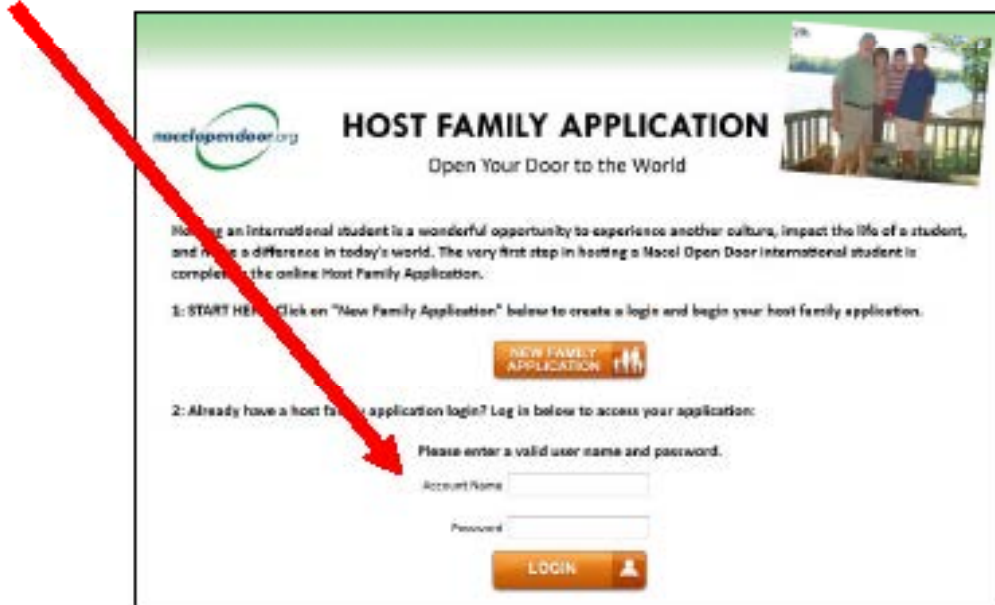 nacelopendoor.org
HOST FAMILY APPLICATION
Open Your Door to the World
an international student is a wonderful opportunity to experience another culture, impact the life of a student,
and a difference in today's world. The very first step in hosting a Nacel Open Door international student is
the online Host Family Application.
1: START Click on "New Family Application" below to create a login and begin your host family application.
NEW FAMILY
APPLICATION
2: Already have a host application login? Log in below to access your application:
Please enter a valid user name and password.
Account Name
Password
LOGIN